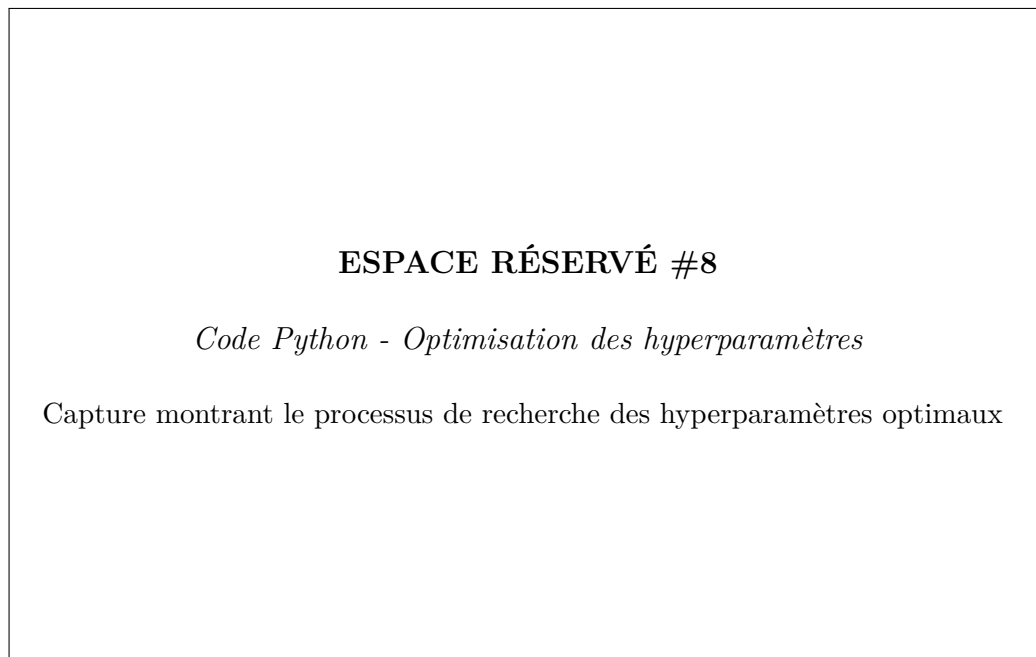 ESPACE RÉSERVÉ #8
Code Python - Optimisation des hyperparamètres
Capture montrant le processus de recherche des hyperparamètres optimaux